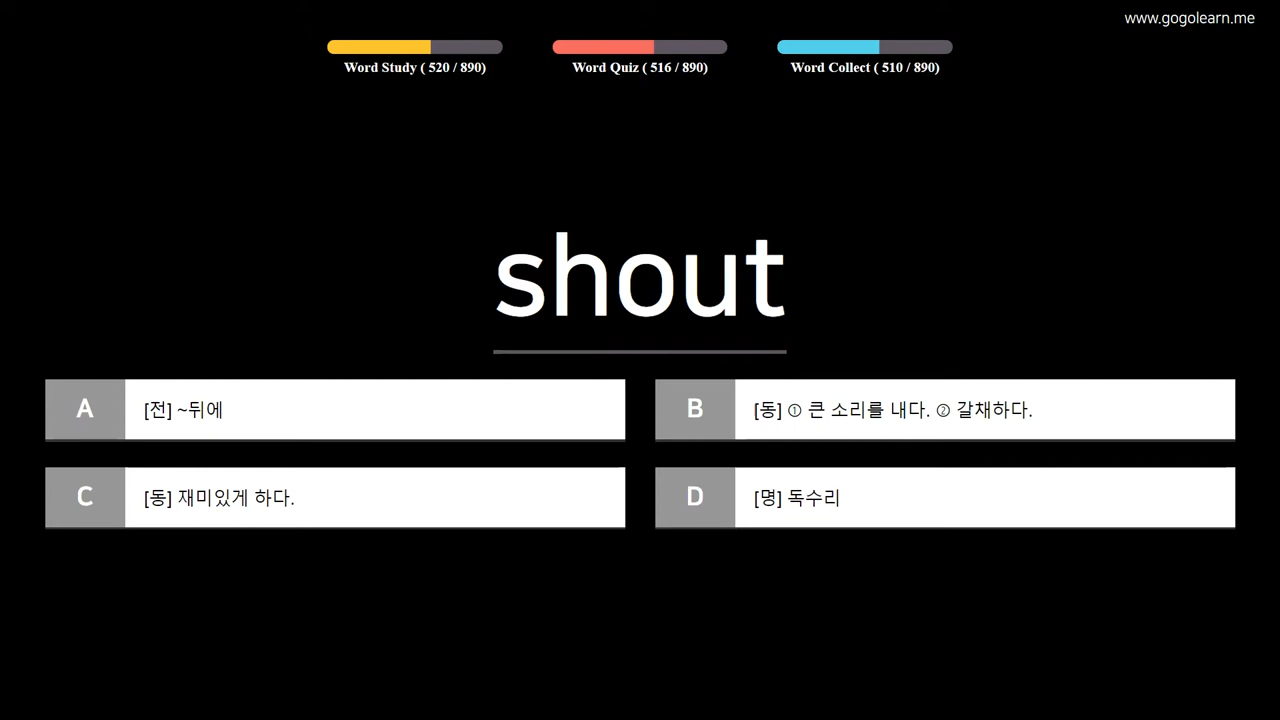 www.gogolearn.me
Word Study ( 520 / 890)
Word Quiz ( 516 / 890)
Word Collect ( 510 / 890)
shout
A [전] ~뒤에
B [동] ① 큰 소리를 내다. ② 갈채하다.
C [동] 재미있게 하다.
D [명] 독수리